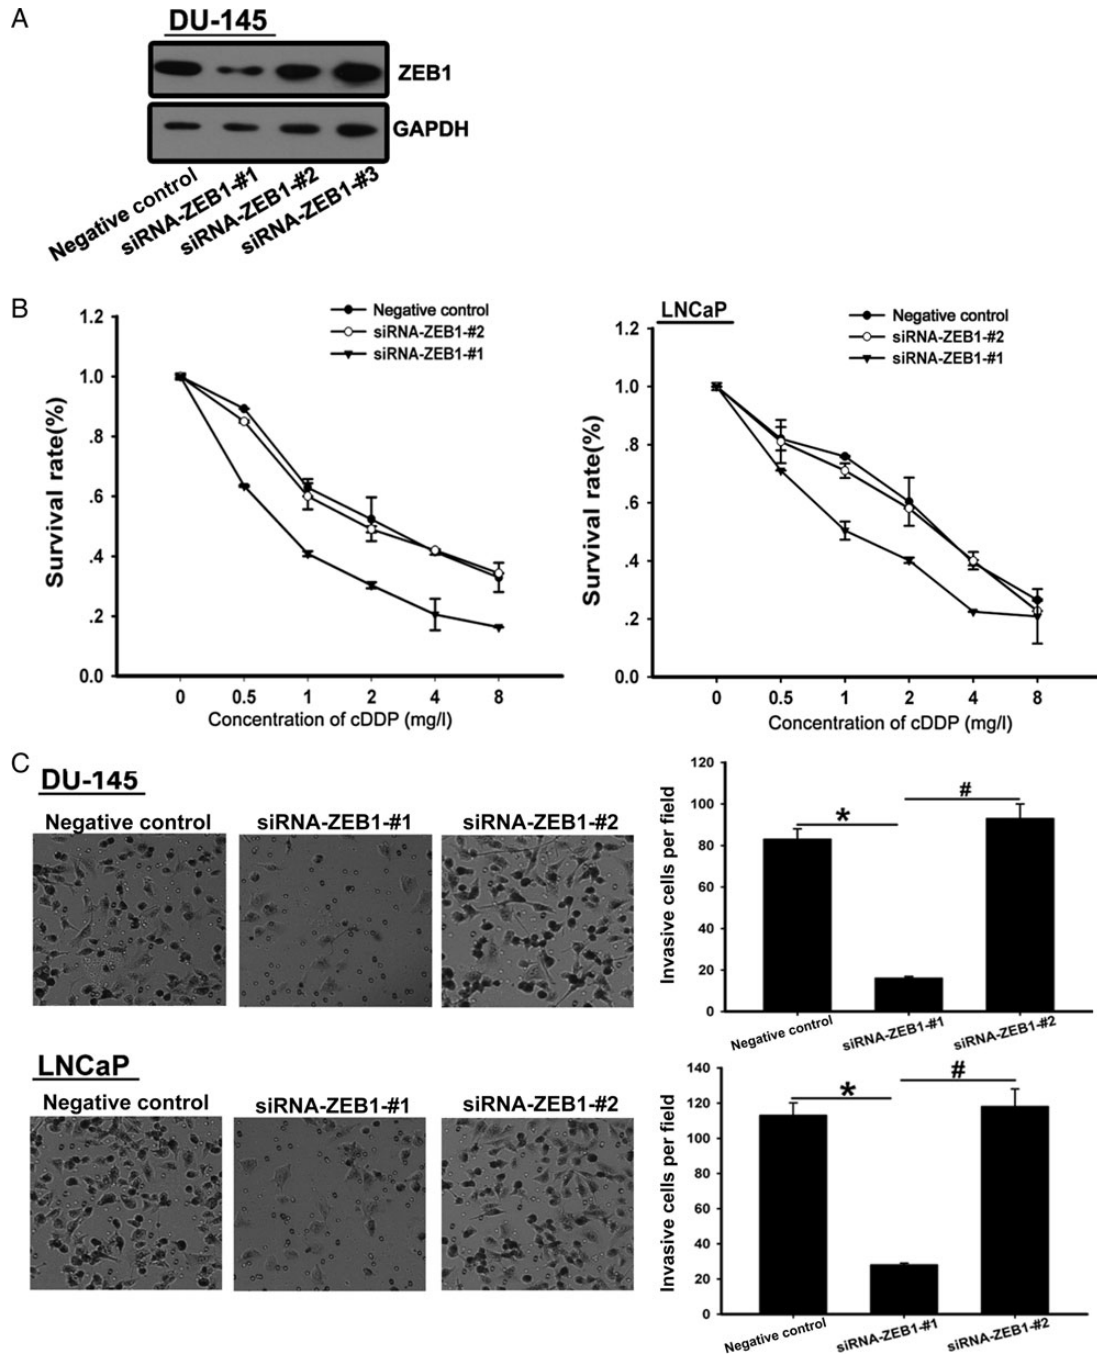 A
DU-145
ZEB1
GAPDH
Negative control
siRNA-ZEB1-#1
siRNA-ZEB1-#2
siRNA-ZEB1-#3
B
Negative control
siRNA-ZEB1-#2
siRNA-ZEB1-#1
Survival rate(%)
1.2
1.0
.8
.6
.4
.2
0.0
0 0.5 1 2 4 8
Concentration of cDDP (mg/l)
LNCaP
Negative control
siRNA-ZEB1-#2
siRNA-ZEB1-#1
Survival rate(%)
1.2
1.0
.8
.6
.4
.2
0.0
0 0.5 1 2 4 8
Concentration of cDDP (mg/l)
C
DU-145
Negative control
siRNA-ZEB1-#1
siRNA-ZEB1-#2
Invasive cells per field
120
100
80
60
40
20
0
*
#
Negative control
siRNA-ZEB1-#1
siRNA-ZEB1-#2
LNCaP
Negative control
siRNA-ZEB1-#1
siRNA-ZEB1-#2
Invasive cells per field
140
120
100
80
60
40
20
0
*
#
Negative control
siRNA-ZEB1-#1
siRNA-ZEB1-#2